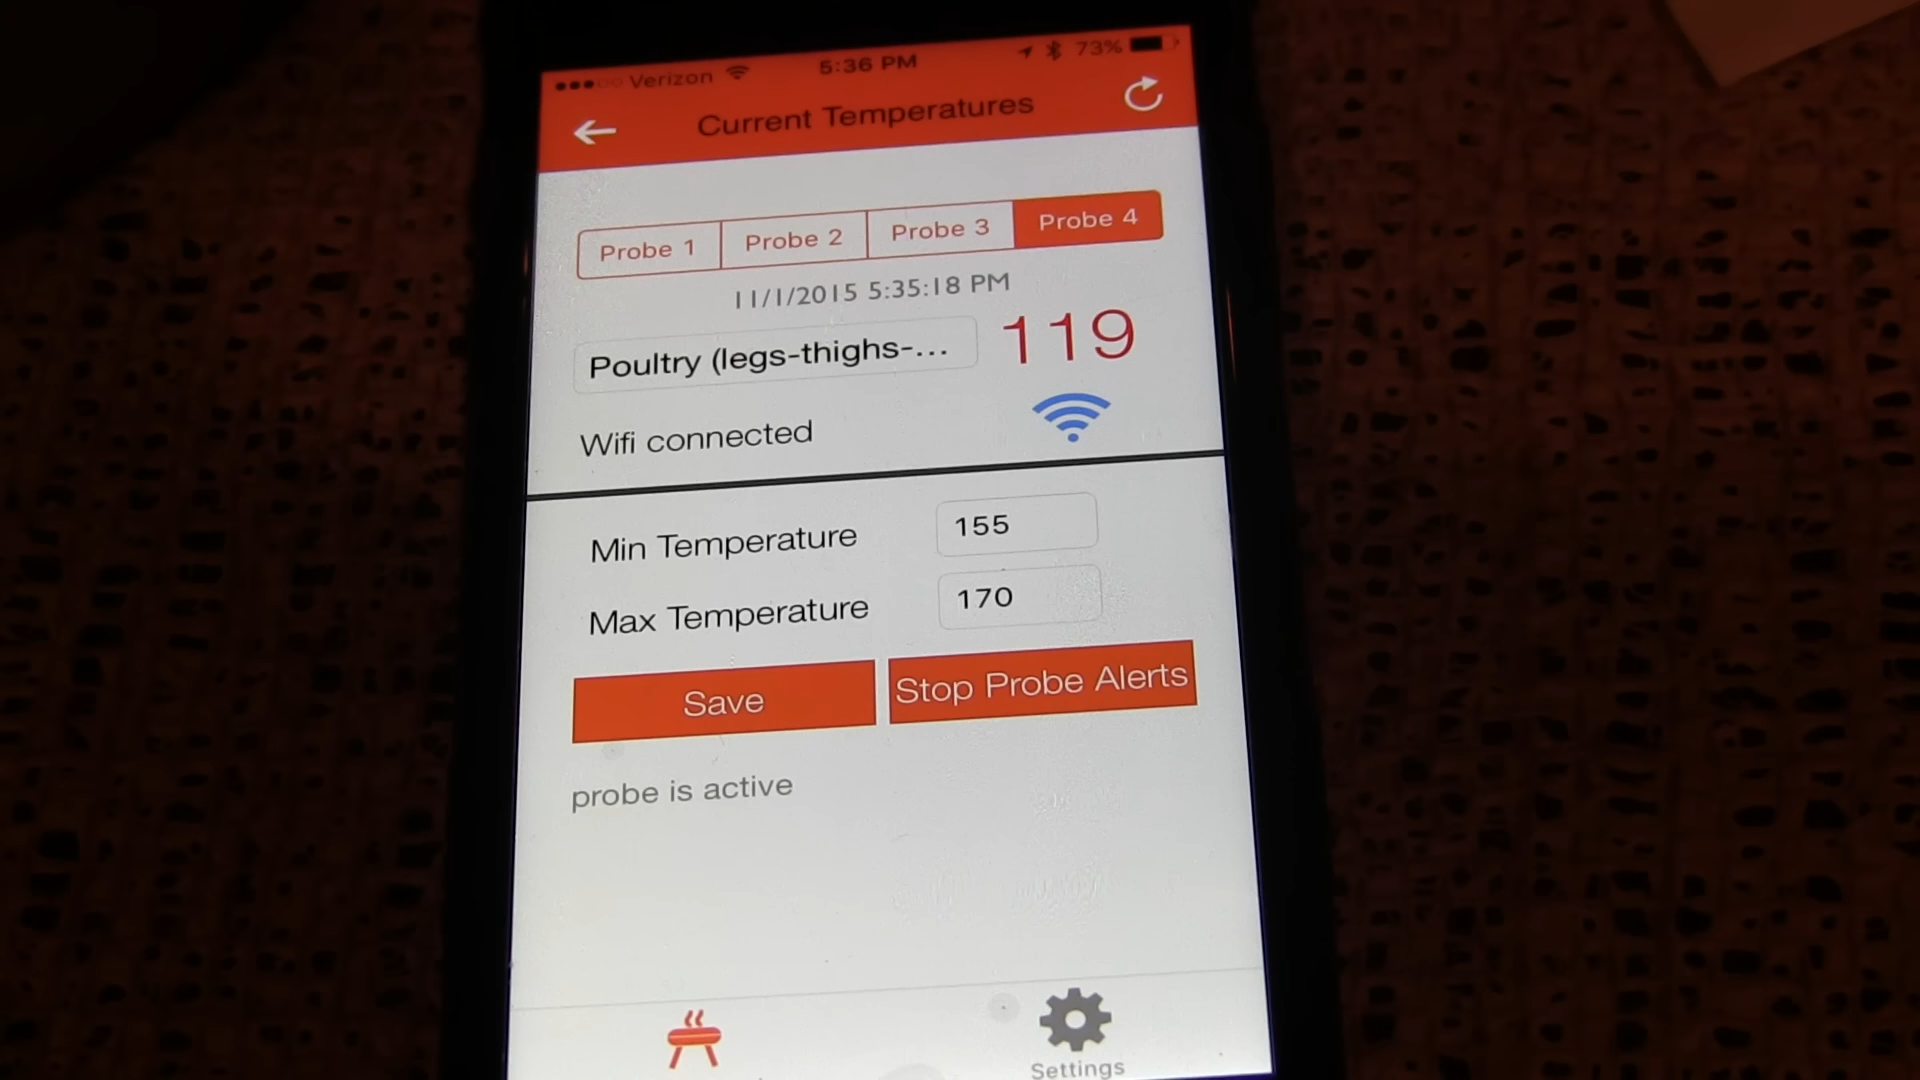 Verizon 5:36 PM 73%
Current Temperatures
Probe 1 Probe 2 Probe 3 Probe 4
11/1/2015 5:35:18 PM
Poultry (legs-thighs-... 119
Wifi connected
Min Temperature 155
Max Temperature 170
Save Stop Probe Alerts
probe is active
Settings